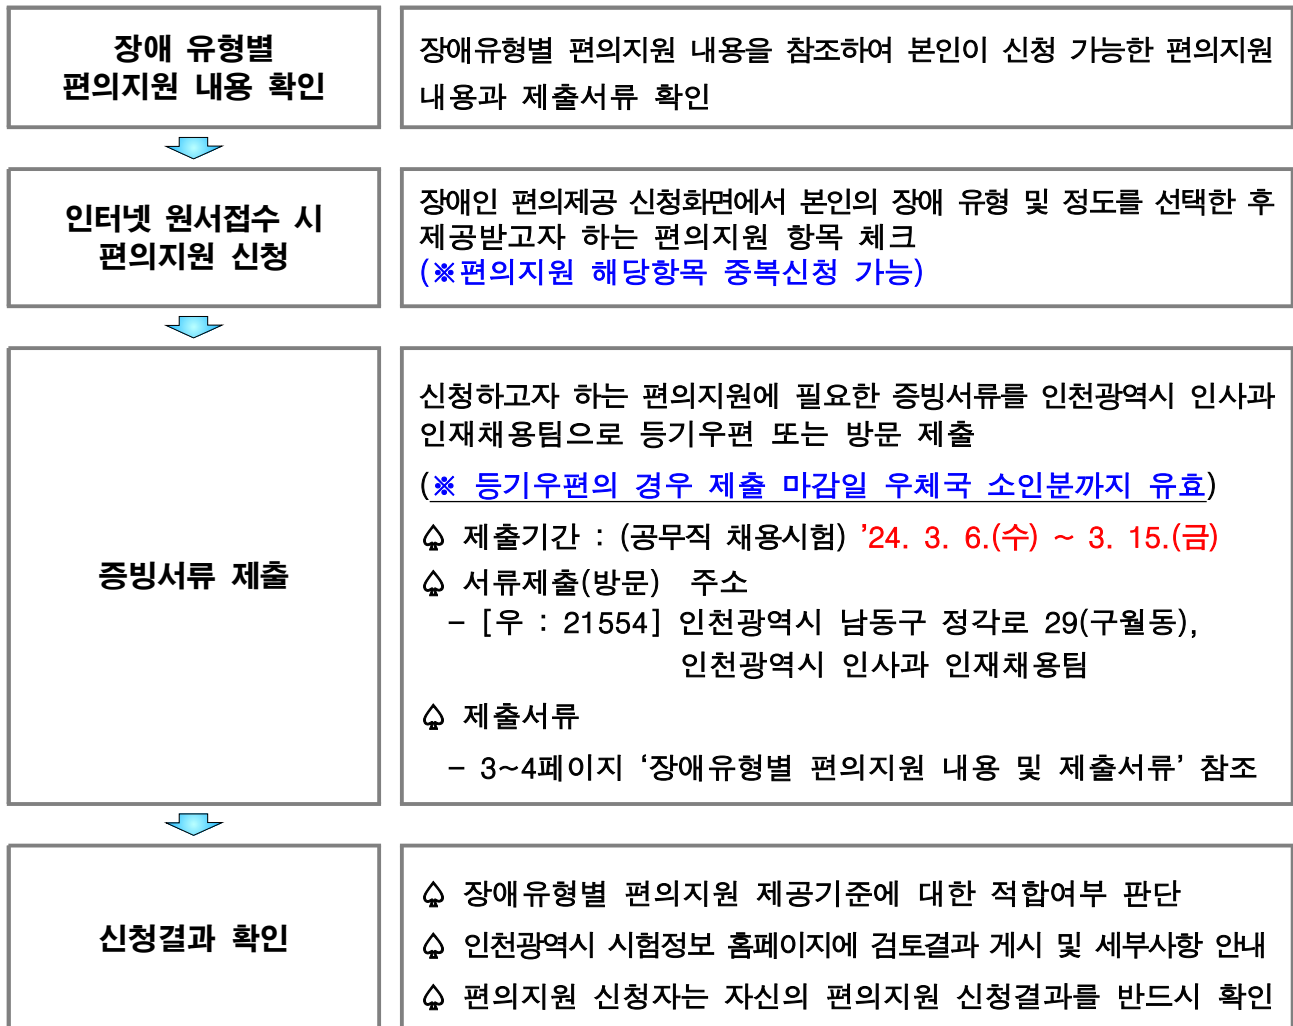 장애 유형별
편의지원 내용 확인
장애유형별 편의지원 내용을 참조하여 본인이 신청 가능한 편의지원
내용과 제출서류 확인
인터넷 원서접수 시
편의지원 신청
장애인 편의제공 신청화면에서 본인의 장애 유형 및 정도를 선택한 후
제공받고자 하는 편의지원 항목 체크
(※편의지원 해당항목 중복신청 가능)
증빙서류 제출
신청하고자 하는 편의지원에 필요한 증빙서류를 인천광역시 인사과
인재채용팀으로 등기우편 또는 방문 제출
(※ 등기우편의 경우 제출 마감일 우체국 소인분까지 유효)
♤ 제출기간 : (공무직 채용시험) ’24. 3. 6.(수) ~ 3. 15.(금)
♤ 서류제출(방문) 주소
- [우 : 21554] 인천광역시 남동구 정각로 29(구월동),
인천광역시 인사과 인재채용팀
♤ 제출서류
- 3~4페이지 ‘장애유형별 편의지원 내용 및 제출서류’ 참조
신청결과 확인
♤ 장애유형별 편의지원 제공기준에 대한 적합여부 판단
♤ 인천광역시 시험정보 홈페이지에 검토결과 게시 및 세부사항 안내
♤ 편의지원 신청자는 자신의 편의지원 신청결과를 반드시 확인